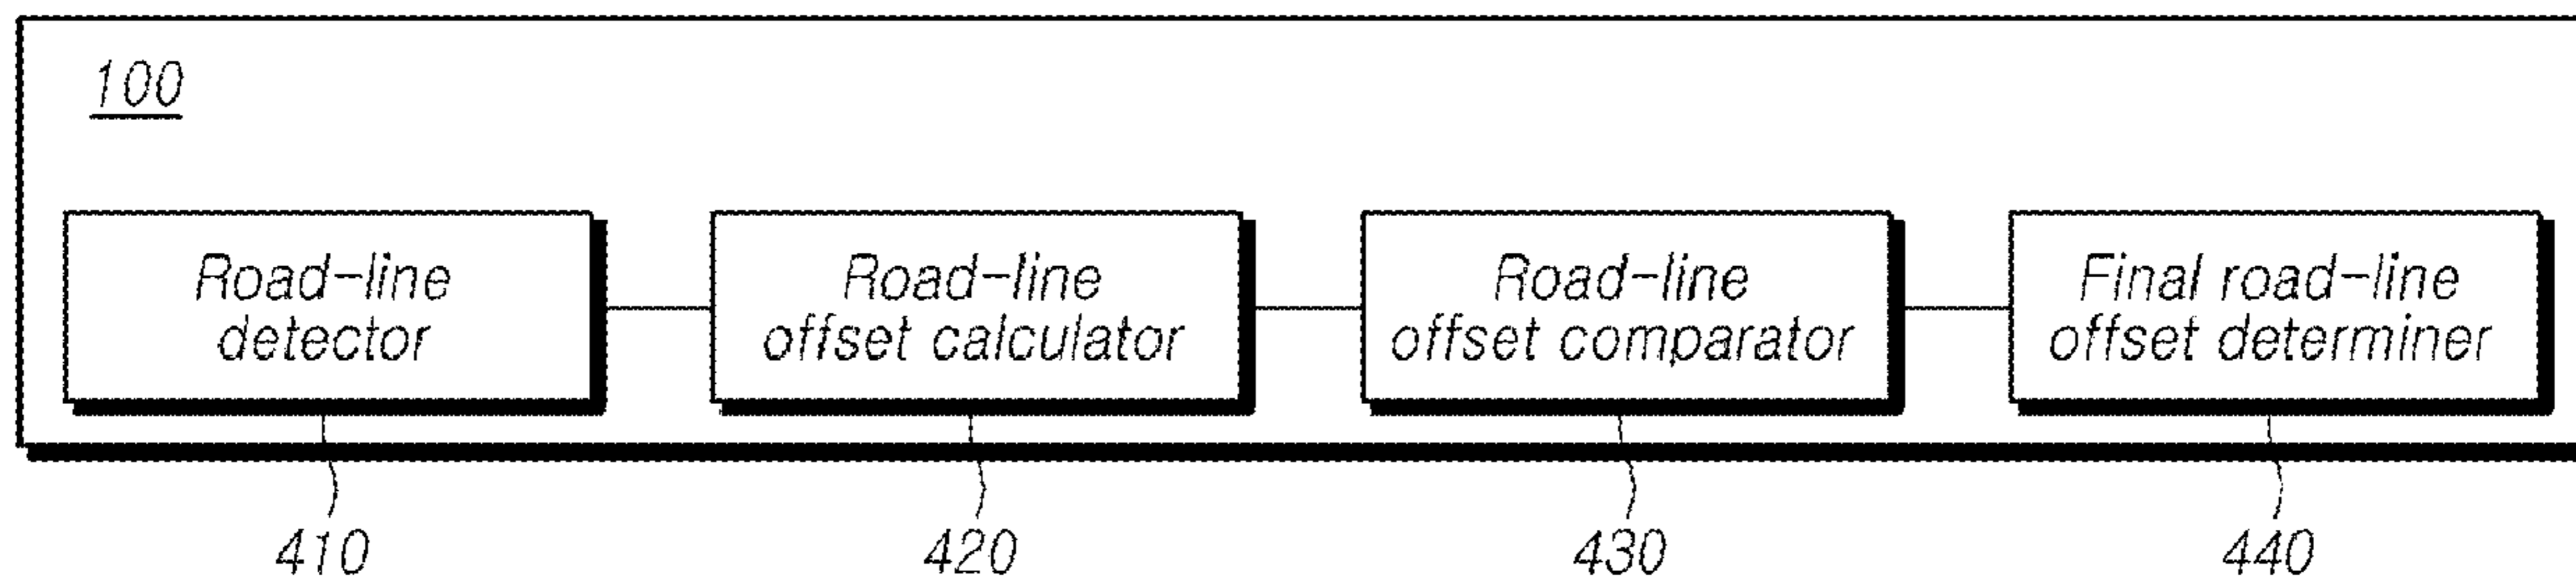 100
Road-line
detector
Road-line
offset calculator
Road-line
offset comparator
Final road-line
offset determiner
410
420
430
440